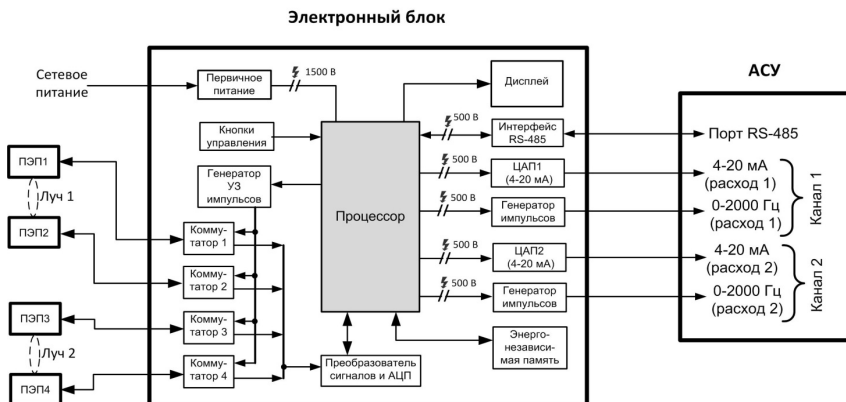 Электронный блок
АСУ
Сетевое
питание
Первичное
питание
1500 В
Дисплей
Кнопки
управления
500 В
Интерфейс
RS-485
Порт RS-485
ПЭП1
Луч 1
ПЭП2
Генератор
УЗ
импульсов
Процессор
500 В
ЦАП1
(4-20 мА)
4-20 мА
(расход 1)
500 В
Генератор
импульсов
0-2000 Гц
(расход 1)
Канал 1
Комму-
татор 1
Комму-
татор 2
500 В
ЦАП2
(4-20 мА)
4-20 мА
(расход 2)
500 В
Генератор
импульсов
0-2000 Гц
(расход 2)
Канал 2
ПЭП3
Луч 2
ПЭП4
Комму-
татор 3
Комму-
татор 4
Преобразователь
сигналов и АЦП
Энерго-
независи-
мая память